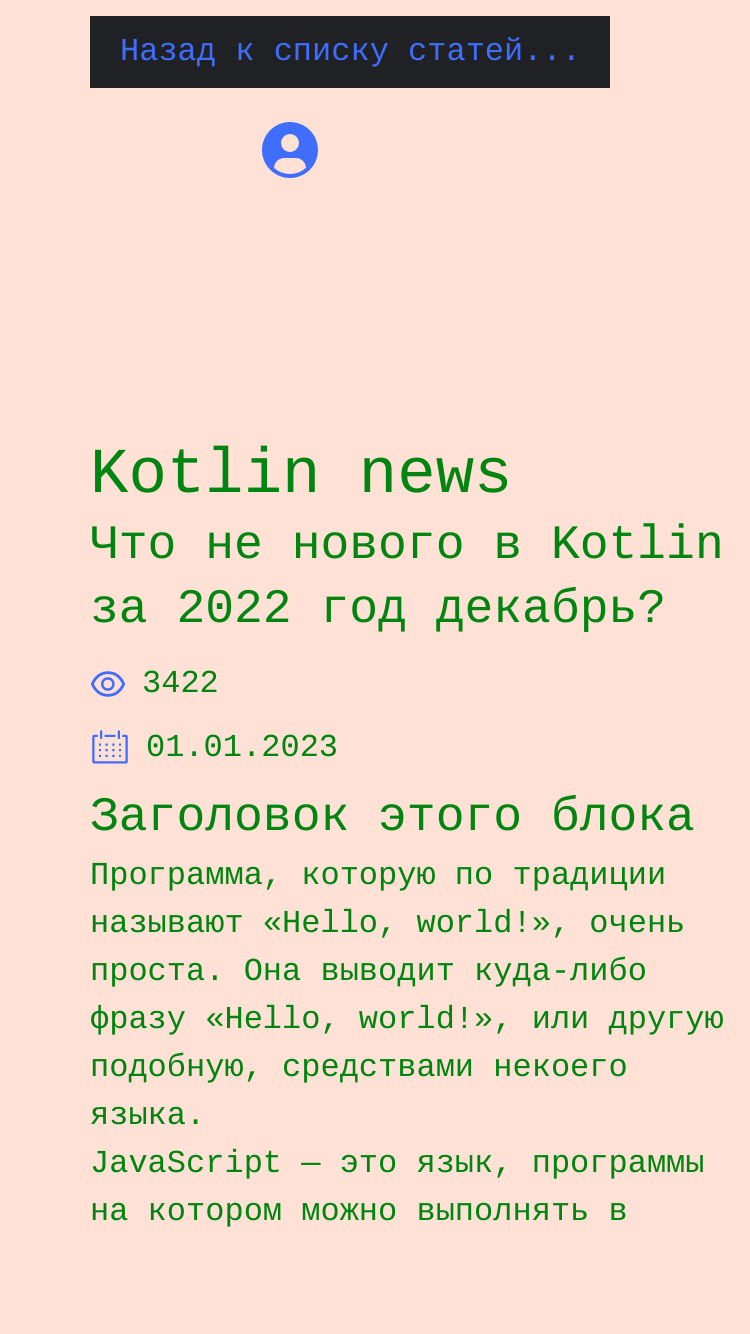 Назад к списку статей...
Kotlin news
Что не нового в Kotlin
за 2022 год декабрь?
3422
01.01.2023
Заголовок этого блока
Программа, которую по традиции
называют «Hello, world!», очень
проста. Она выводит куда-либо
фразу «Hello, world!», или другую
подобную, средствами некоего
языка.
JavaScript — это язык, программы
на котором можно выполнять в